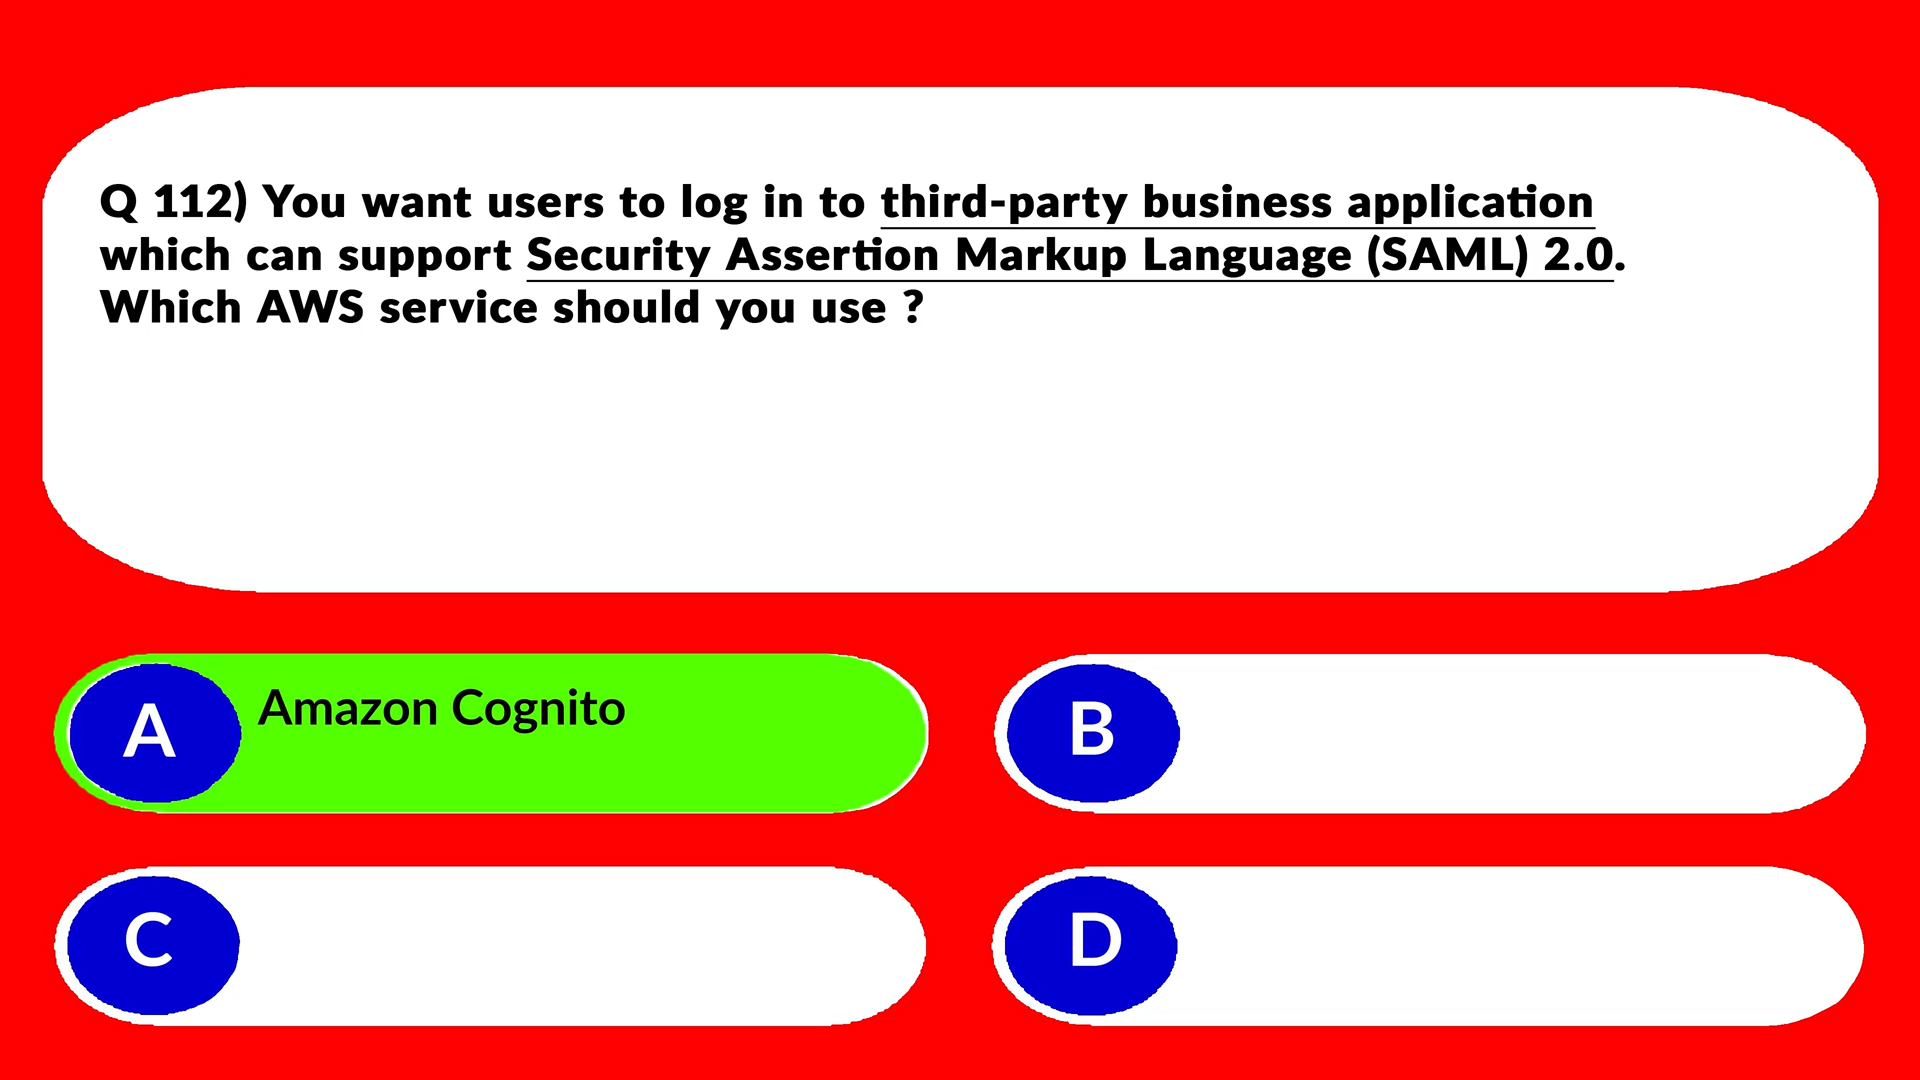 Q 112) You want users to log in to third-party business application
which can support Security Assertion Markup Language (SAML) 2.0.
Which AWS service should you use ?
A Amazon Cognito
B
C
D